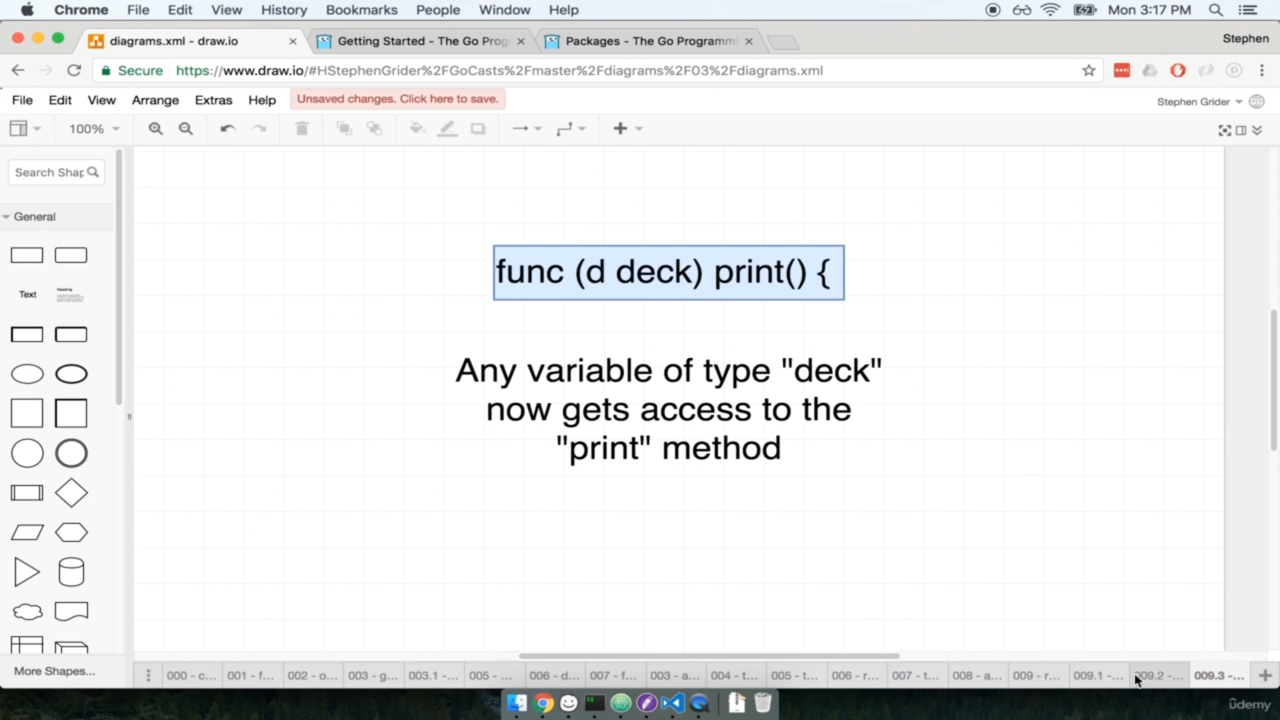 Chrome File Edit View History Bookmarks People Window Help Mon 3:17 PM
diagrams.xml - draw.io Getting Started - The Go Prog Packages - The Go Programmi Stephen
Secure https://www.draw.io/#HStephenGrider%2FGoCasts%2Fmaster%2Fdiagrams%2F03%2Fdiagrams.xml
File Edit View Arrange Extras Help Unsaved changes. Click here to save. Stephen Grider
100%
Search Shap
General
func (d deck) print() {
Text
Any variable of type "deck"
now gets access to the
"print" method
More Shapes...
000 - c... 001 - f... 002 - o... 003 - g... 003.1 -... 005 - ... 006 - d... 007 - f... 003 - a... 004 - t... 005 - t... 006 - r... 007 - t... 008 - a... 009 - r... 009.1 -... 009.2 -... 009.3 -...
ûdemy